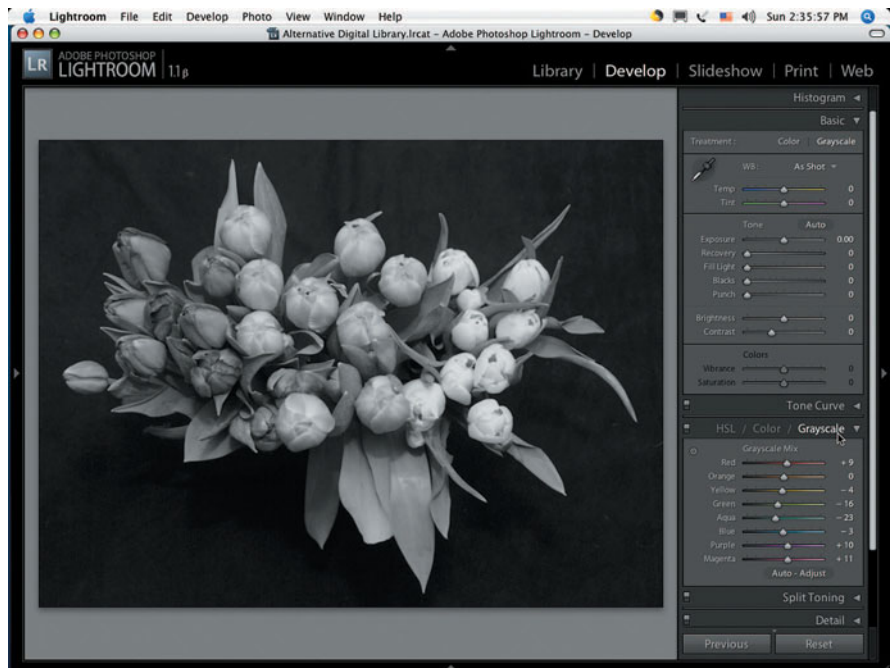 Lightroom File Edit Develop Photo View Window Help Sun 2:35:57 PM
Alternative Digital Library.lrcat – Adobe Photoshop Lightroom – Develop
LR ADOBE PHOTOSHOP
LIGHTROOM 1.1 β
Library | Develop | Slideshow | Print | Web
Histogram
Basic
Treatment : Color Grayscale
WB : As Shot
Temp 0
Tint 0
Tone Auto
Exposure 0.00
Recovery 0
Fill Light 0
Blacks 0
Punch 0
Brightness 0
Contrast 0
Colors
Vibrance 0
Saturation 0
Tone Curve
HSL / Color / Grayscale
Grayscale Mix
Red + 9
Orange 0
Yellow – 4
Green – 16
Aqua – 23
Blue – 3
Purple + 10
Magenta + 11
Auto - Adjust
Split Toning
Detail
Previous Reset